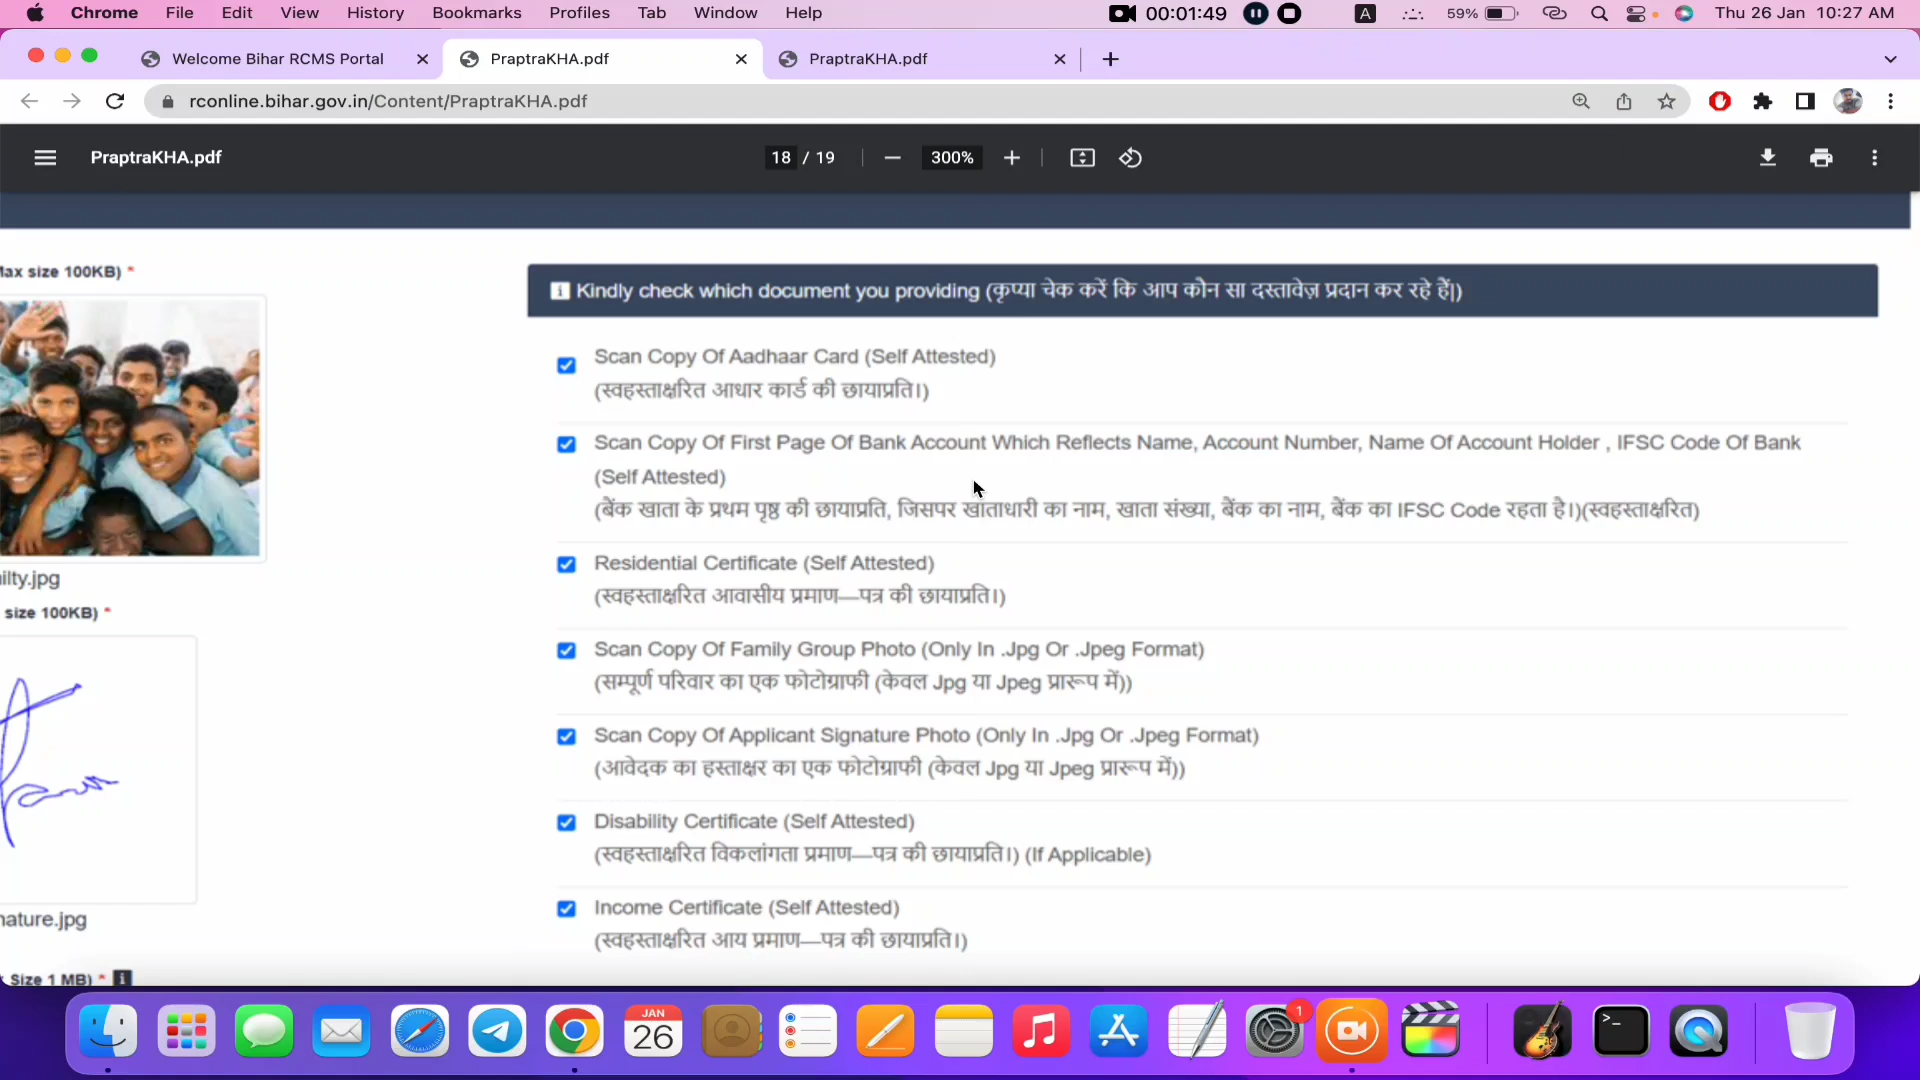 Chrome File Edit View History Bookmarks Profiles Tab Window Help 00:01:49 A 59% Thu 26 Jan 10:27 AM
Welcome Bihar RCMS Portal PraptraKHA.pdf PraptraKHA.pdf
rconline.bihar.gov.in/Content/PraptraKHA.pdf
PraptraKHA.pdf 18 / 19 300%
Max size 100KB) *
i Kindly check which document you providing (कृप्या चेक करें कि आप कौन सा दस्तावेज़ प्रदान कर रहे हैं|)
Scan Copy Of Aadhaar Card (Self Attested)
(स्वहस्ताक्षरित आधार कार्ड की छायाप्रति।)
Scan Copy Of First Page Of Bank Account Which Reflects Name, Account Number, Name Of Account Holder , IFSC Code Of Bank
(Self Attested)
(बैंक खाता के प्रथम पृष्ठ की छायाप्रति, जिसपर खाताधारी का नाम, खाता संख्या, बैंक का नाम, बैंक का IFSC Code रहता है।)(स्वहस्ताक्षरित)
Residential Certificate (Self Attested)
(स्वहस्ताक्षरित आवासीय प्रमाण—पत्र की छायाप्रति।)
ilty.jpg
size 100KB) *
Scan Copy Of Family Group Photo (Only In .Jpg Or .Jpeg Format)
(सम्पूर्ण परिवार का एक फोटोग्राफी (केवल Jpg या Jpeg प्रारूप में))
Scan Copy Of Applicant Signature Photo (Only In .Jpg Or .Jpeg Format)
(आवेदक का हस्ताक्षर का एक फोटोग्राफी (केवल Jpg या Jpeg प्रारूप में))
Disability Certificate (Self Attested)
(स्वहस्ताक्षरित विकलांगता प्रमाण—पत्र की छायाप्रति।) (If Applicable)
Income Certificate (Self Attested)
(स्वहस्ताक्षरित आय प्रमाण—पत्र की छायाप्रति।)
nature.jpg
Size 1 MB) * i
JAN
26
1